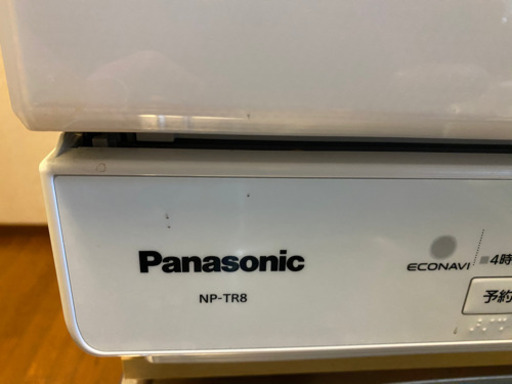 Panasonic
NP-TR8
ECONAVI
4時
予約